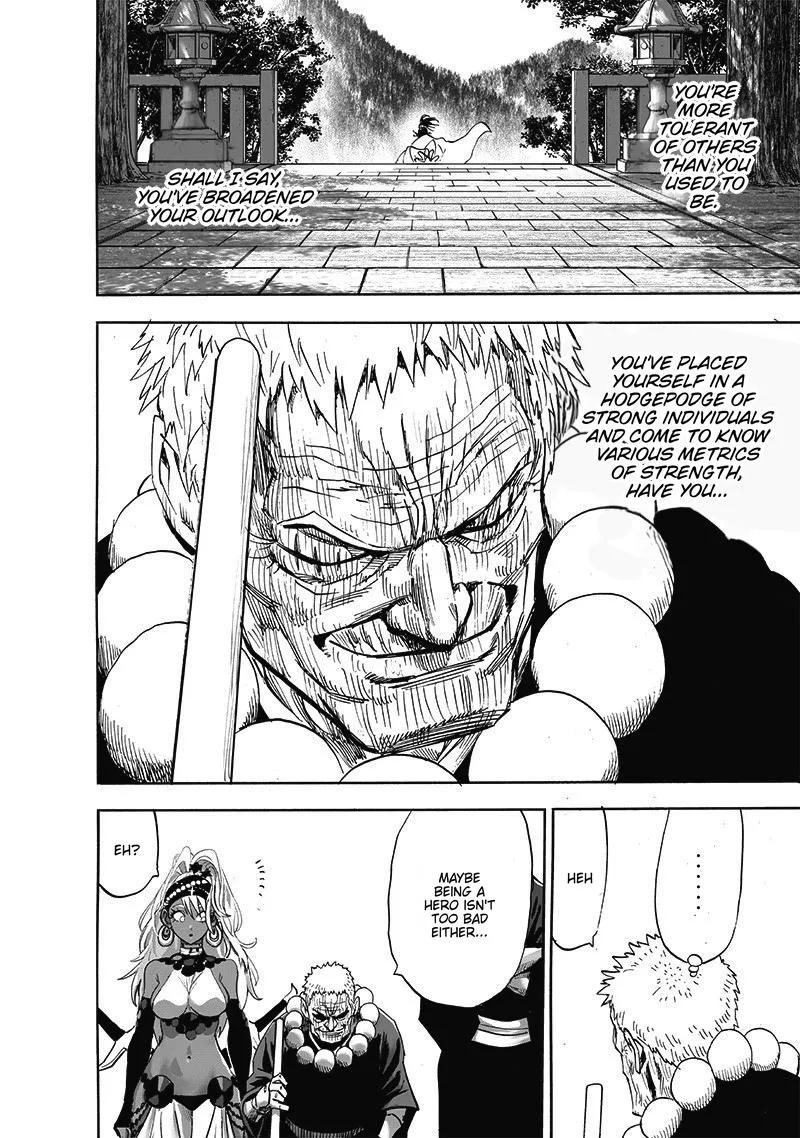 YOU'RE
MORE
TOLERANT
OF OTHERS
THAN YOU
USED TO
BE.
SHALL I SAY,
YOU'VE BROADENED
YOUR OUTLOOK...
YOU'VE PLACED
YOURSELF IN A
HODGEPODGE OF
STRONG INDIVIDUALS
AND COME TO KNOW
VARIOUS METRICS
OF STRENGTH,
HAVE YOU...
........
HEH
MAYBE
BEING A
HERO ISN'T
TOO BAD
EITHER...
EH?